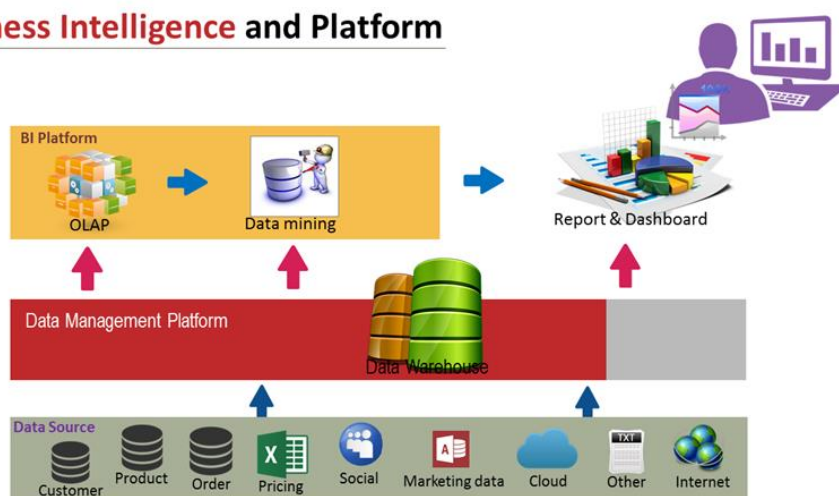 ness Intelligence and Platform
BI Platform
OLAP
Data mining
Report & Dashboard
Data Management Platform
Data Warehouse
Data Source
Customer
Product
Order
X
Pricing
Social
A
Marketing data
Cloud
TXT
Other
Internet